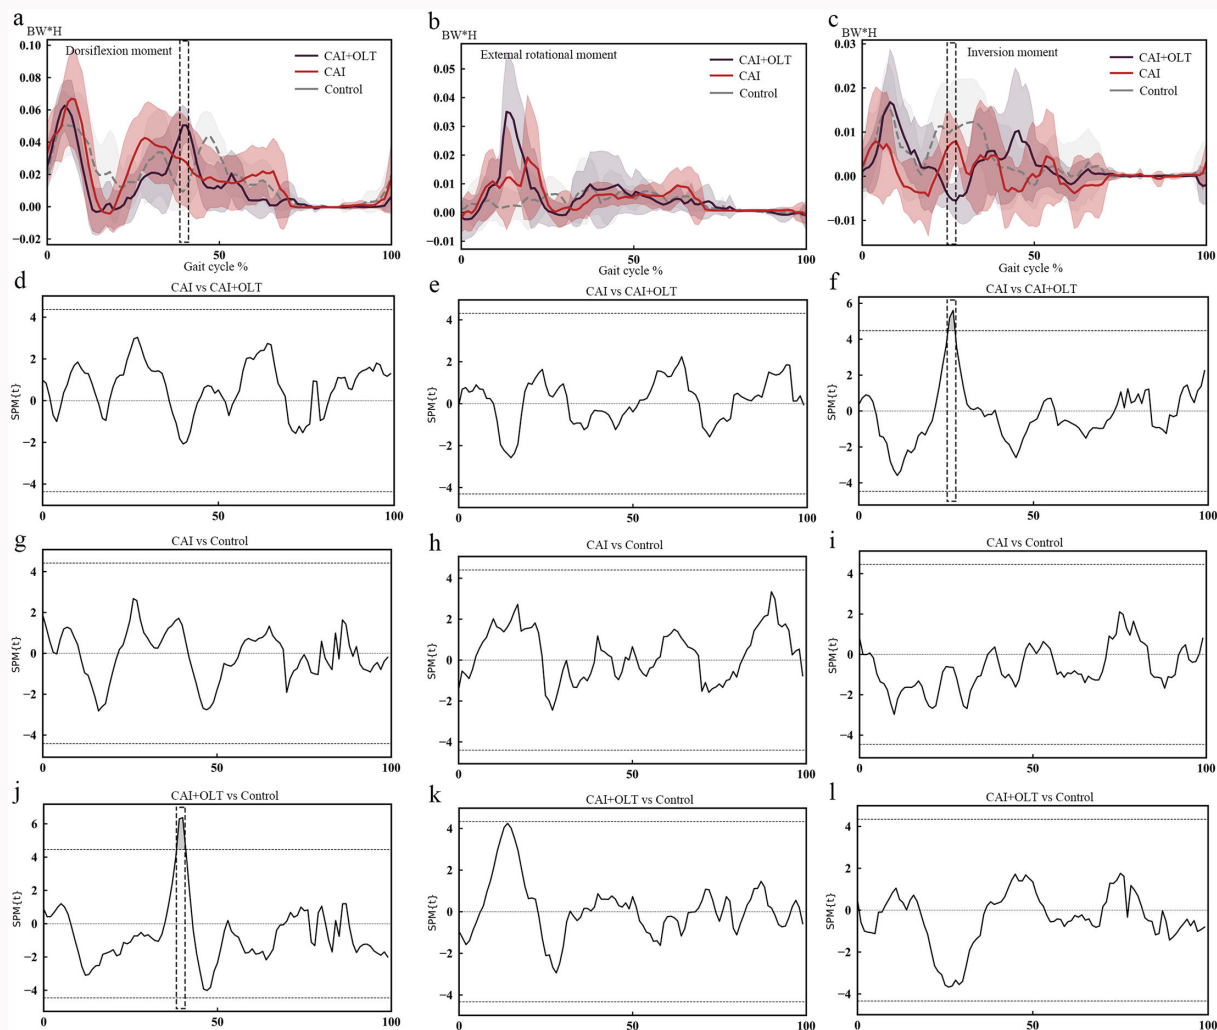 a
BW*H
Dorsiflexion moment
CAI+OLT
CAI
Control
0.10
0.08
0.06
0.04
0.02
0.00
−0.02
0
50
100
Gait cycle %
b
BW*H
External rotational moment
CAI+OLT
CAI
Control
0.05
0.04
0.03
0.02
0.01
0.00
−0.01
0
50
100
Gait cycle %
c
BW*H
Inversion moment
CAI+OLT
CAI
Control
0.03
0.02
0.01
0.00
−0.01
0
50
100
Gait cycle %
d
CAI vs CAI+OLT
SPM{t}
4
2
0
−2
−4
0
50
100
e
CAI vs CAI+OLT
4
2
0
−2
−4
0
50
100
f
CAI vs CAI+OLT
6
4
2
0
−2
−4
0
50
100
g
CAI vs Control
SPM{t}
4
2
0
−2
−4
0
50
100
h
CAI vs Control
4
2
0
−2
−4
0
50
100
i
CAI vs Control
4
2
0
−2
−4
0
50
100
j
CAI+OLT vs Control
SPM{t}
6
4
2
0
−2
−4
0
50
100
k
CAI+OLT vs Control
4
2
0
−2
−4
0
50
100
l
CAI+OLT vs Control
4
2
0
−2
−4
0
50
100